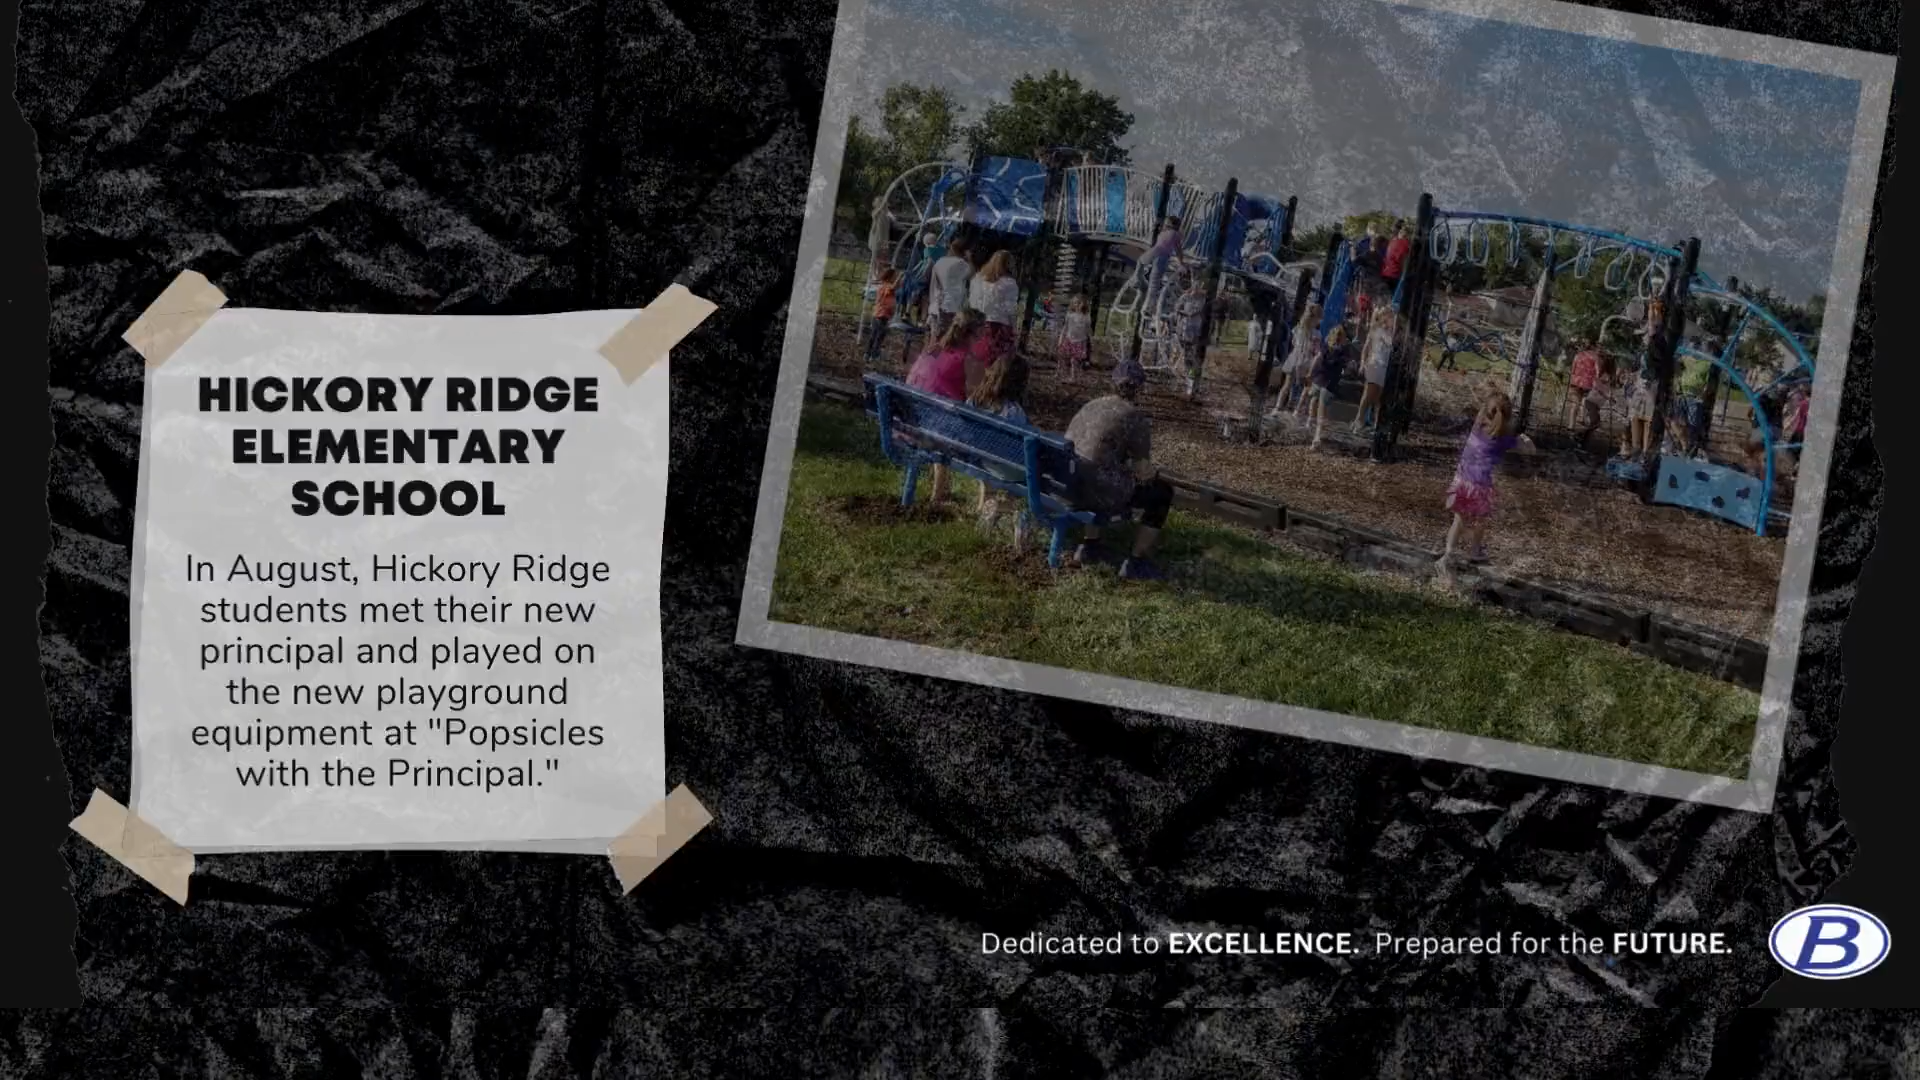 HICKORY RIDGE
ELEMENTARY
SCHOOL
In August, Hickory Ridge
students met their new
principal and played on
the new playground
equipment at "Popsicles
with the Principal."
Dedicated to EXCELLENCE. Prepared for the FUTURE.
B